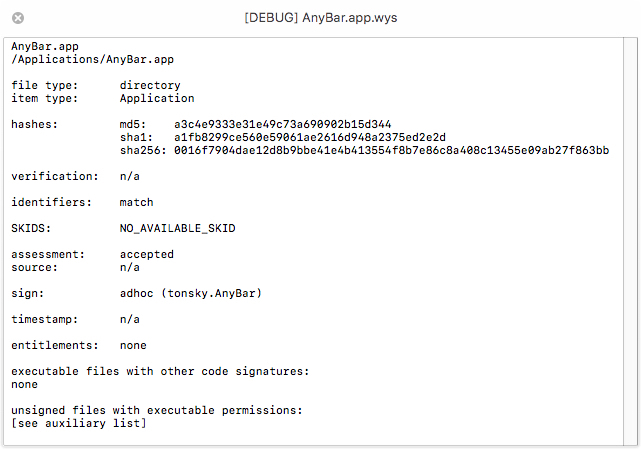 [DEBUG] AnyBar.app.wys
AnyBar.app
/Applications/AnyBar.app
file type: directory
item type: Application
hashes: md5: a3c4e9333e31e49c73a690902b15d344
sha1: a1fb8299ce560e59061ae2616d948a2375ed2e2d
sha256: 0016f7904dae12d8b9bbe41e4b413554f8b7e86c8a408c13455e09ab27f863bb
verification: n/a
identifiers: match
SKIDS: NO_AVAILABLE_SKID
assessment: accepted
source: n/a
sign: adhoc (tonsky.AnyBar)
timestamp: n/a
entitlements: none
executable files with other code signatures:
none
unsigned files with executable permissions:
[see auxiliary list]